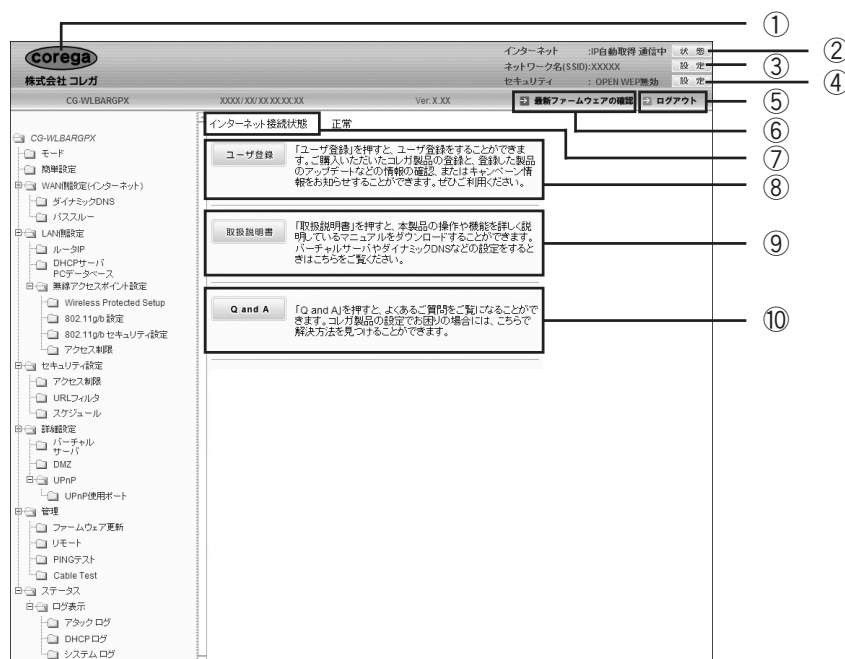 ①
corega
株式会社 コレガ
インターネット :IP自動取得 通信中 状 態
②
ネットワーク名(SSID):XXXXX 設 定
③
セキュリティ : OPEN WEP無効 設 定
④
CG-WLBARGPX XXXX/XX/XX XX:XX:XX Ver: X.XX 最新ファームウェアの確認 ログアウト
⑤
⑥
インターネット接続状態 正常
⑦
ユーザ登録
「ユーザ登録」を押すと、ユーザ登録をすることができま
す。ご購入いただいたコレガ製品の登録と、登録した製品
のアップデートなどの情報の確認、またはキャンペーン情
報をお知らせすることができます。ぜひご利用ください。
⑧
取扱説明書
「取扱説明書」を押すと、本製品の操作や機能を詳しく説
明しているマニュアルをダウンロードすることができます。
バーチャルサーバやダイナミックDNSなどの設定をすると
きはこちらをご覧ください。
⑨
Q and A
「Q and A」を押すと、よくあるご質問をご覧になることがで
きます。コレガ製品の設定でお困りの場合には、こちらで
解決方法を見つけることができます。
⑩
CG-WLBARGPX
モード
簡単設定
WAN側設定(インターネット)
ダイナミックDNS
パススルー
LAN側設定
ルータIP
DHCPサーバ
PCデータベース
無線アクセスポイント設定
Wireless Protected Setup
802.11g/b 設定
802.11g/b セキュリティ設定
アクセス制限
セキュリティ設定
アクセス制限
URLフィルタ
スケジュール
詳細設定
バーチャル
サーバ
DMZ
UPnP
UPnP使用ポート
管理
ファームウェア更新
リモート
PINGテスト
Cable Test
ステータス
ログ表示
アタックログ
DHCPログ
システムログ